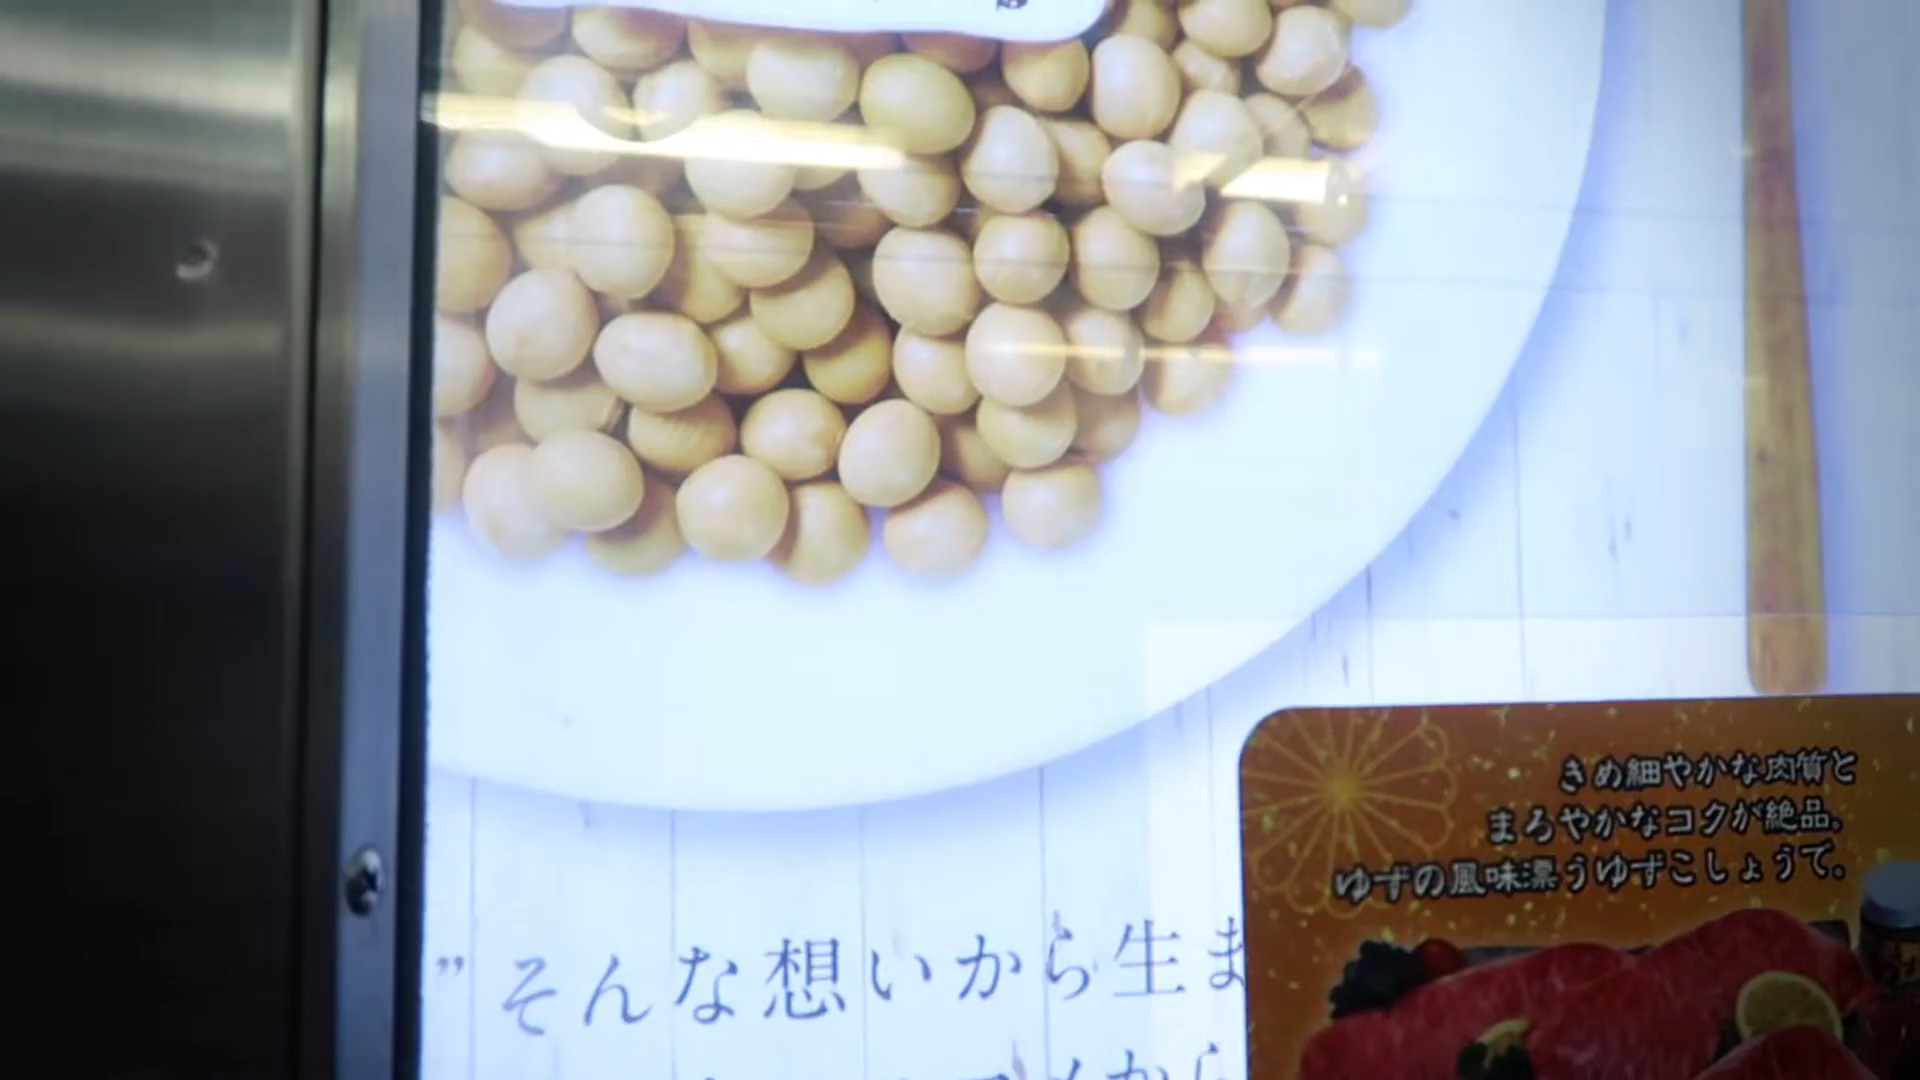 きめ細やかな肉質と
まろやかなコクが絶品。
ゆずの風味漂うゆずこしょうで。
”そんな想いから生ま
から